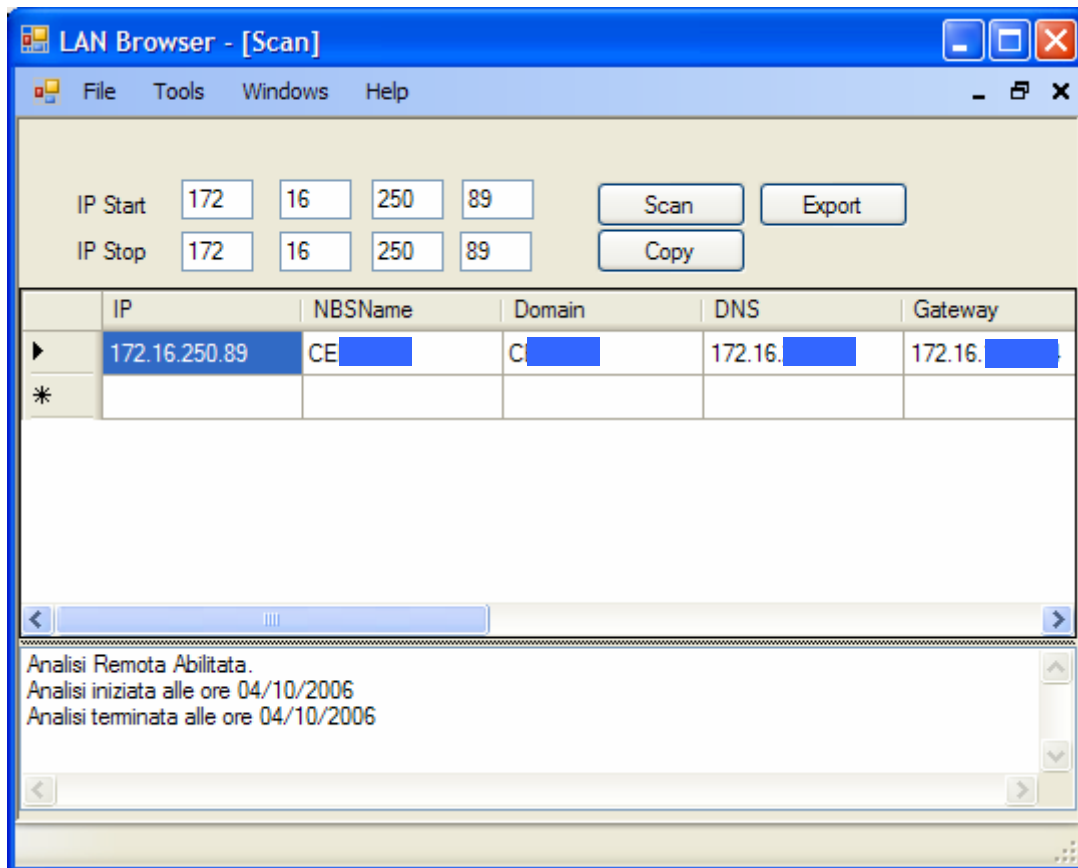 LAN Browser - [Scan]
File Tools Windows Help
IP Start 172 16 250 89 Scan Export
IP Stop 172 16 250 89 Copy
IP NBSName Domain DNS Gateway
172.16.250.89 CE 172.16. 172.16.
Analisi Remota Abilitata.
Analisi iniziata alle ore 04/10/2006
Analisi terminata alle ore 04/10/2006